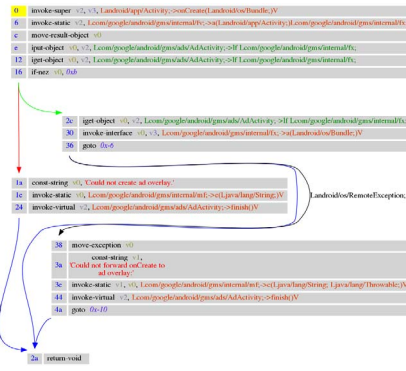 0 invoke-super v2, v3, Landroid/app/Activity;->onCreate(Landroid/os/Bundle;)V
6 invoke-static v2, Lcom/google/android/gms/internal/fx;->a(Landroid/app/Activity;)Lcom/google/android/gms/internal/fx
c move-result-object v0
e iput-object v0, v2, Lcom/google/android/gms/ads/AdActivity;->lf Lcom/google/android/gms/internal/fx;
12 iget-object v0, v2, Lcom/google/android/gms/ads/AdActivity;->lf Lcom/google/android/gms/internal/fx;
16 if-nez v0, 0xb
2c iget-object v0, v2, Lcom/google/android/gms/ads/AdActivity;->lf Lcom/google/android/gms/internal/fx;
30 invoke-interface v0, v3, Lcom/google/android/gms/internal/fx;->a(Landroid/os/Bundle;)V
36 goto 0x-6
1a const-string v0, 'Could not create ad overlay.'
1e invoke-static v0, Lcom/google/android/gms/internal/mf;->c(Ljava/lang/String;)V
24 invoke-virtual v2, Lcom/google/android/gms/ads/AdActivity;->finish()V
Landroid/os/RemoteException;
38 move-exception v0
3a const-string v1,
'Could not forward onCreate to
ad overlay:'
3e invoke-static v1, v0, Lcom/google/android/gms/internal/mf;->c(Ljava/lang/String; Ljava/lang/Throwable;)V
44 invoke-virtual v2, Lcom/google/android/gms/ads/AdActivity;->finish()V
4a goto 0x-10
2a return-void